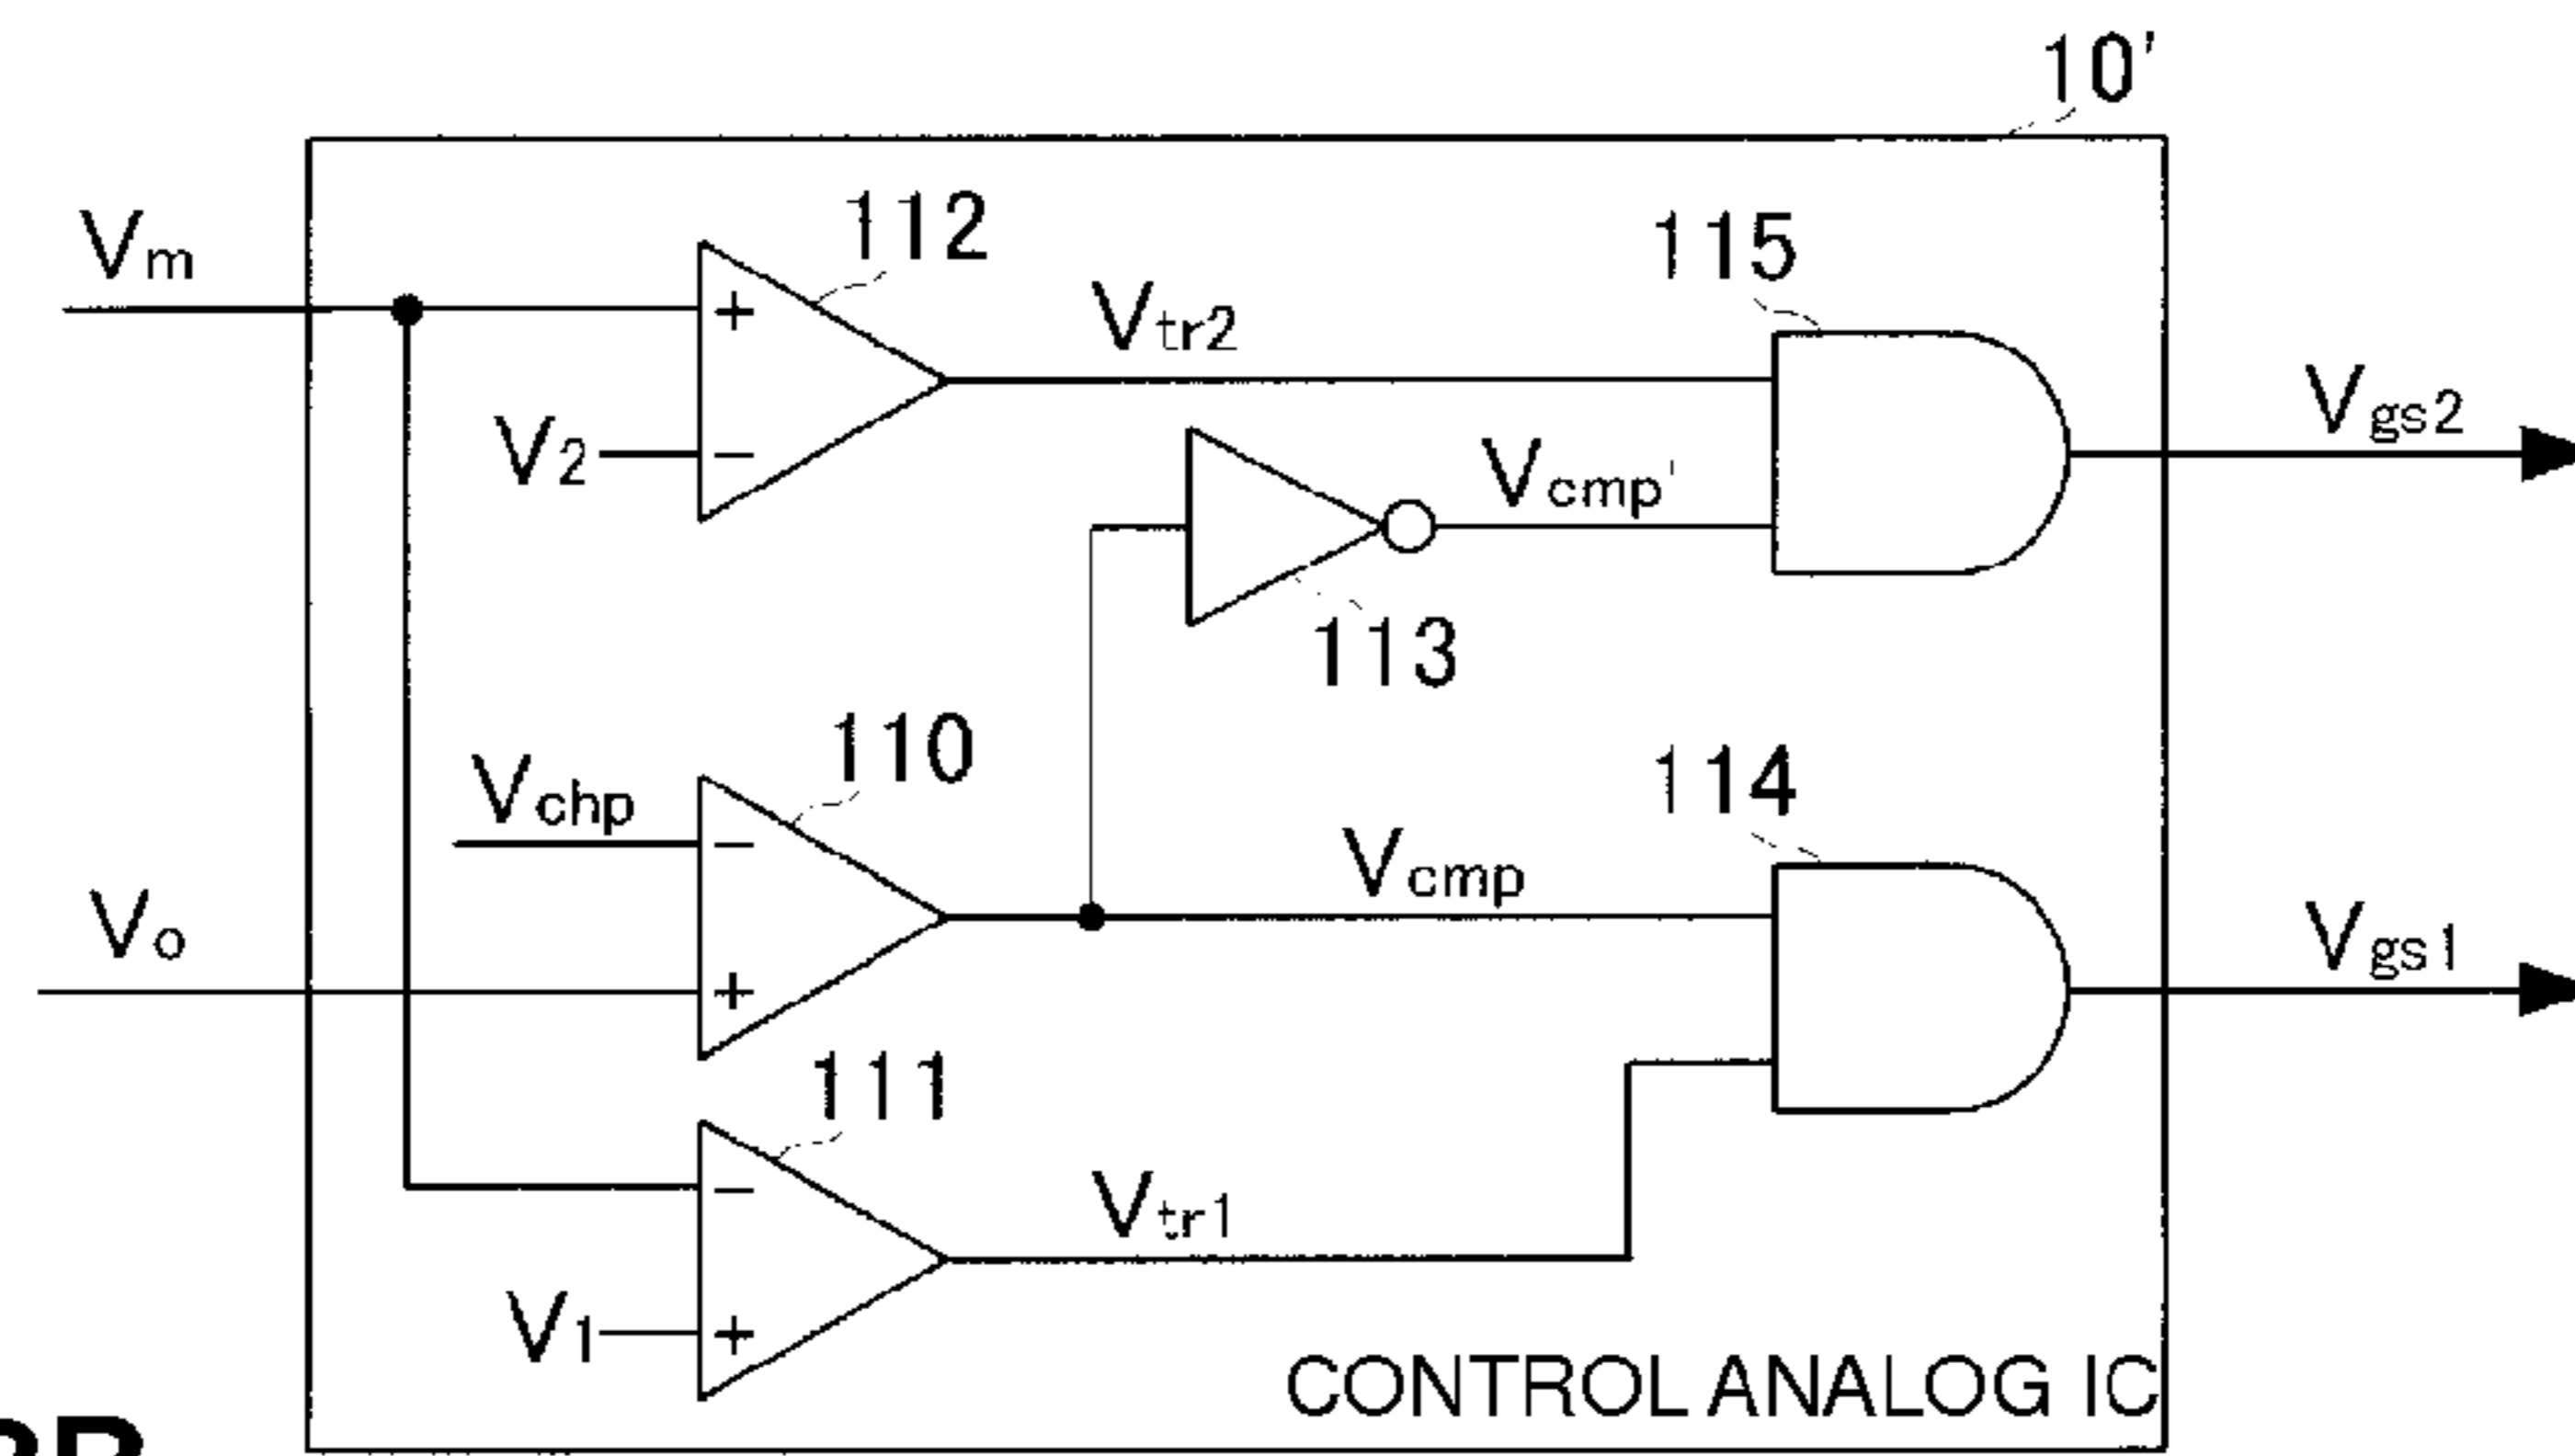 10'
Vm
112
115
Vtr2
Vgs2
+
V2
−
Vcmp'
113
110
114
Vchp
−
Vcmp
Vo
+
Vgs1
111
Vtr1
−
V1
+
CONTROL ANALOG IC